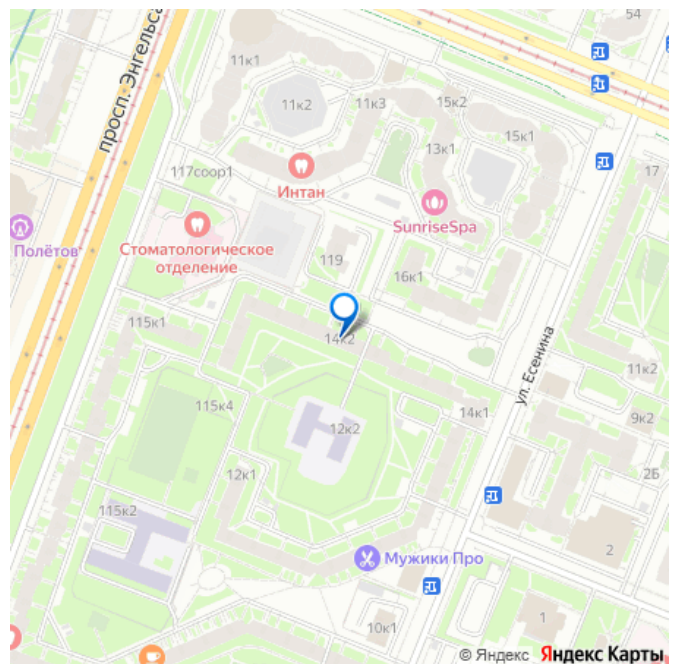 54
просп. Энгельса
11к1
11к2
11к3
15к2
15к1
13к1
17
117соор1
Интан
SunriseSpa
Полётов
Стоматологическое
отделение
119
16к1
115к1
14к2
ул. Есенина
11к2
115к4
12к2
14к1
9к2
12к1
2Б
115к2
Мужики Про
2
10к1
1
© Яндекс Яндекс Карты